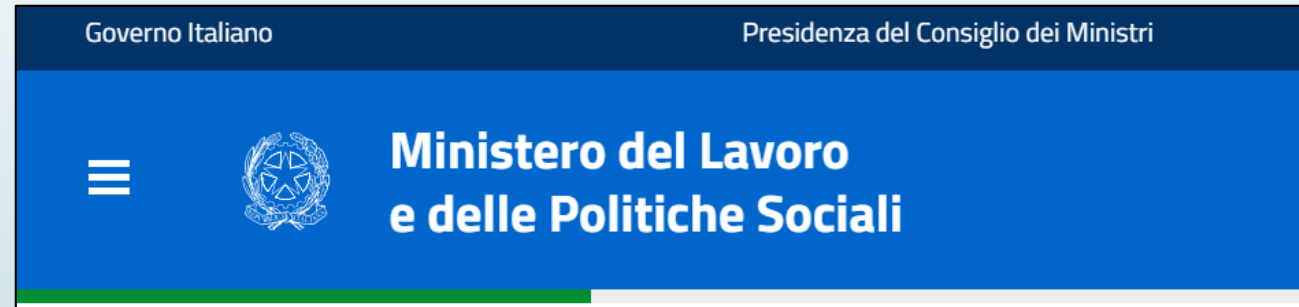 Governo Italiano
Presidenza del Consiglio dei Ministri
Ministero del Lavoro
e delle Politiche Sociali